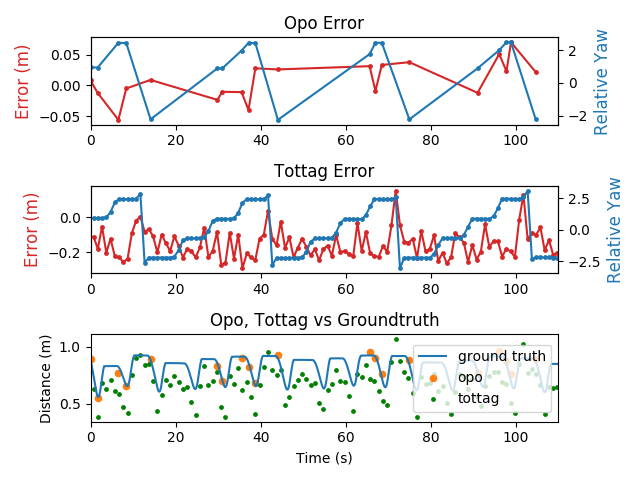 Opo Error
Error (m)
0.05
0.00
−0.05
2
0
−2
Relative Yaw
0 20 40 60 80 100
Tottag Error
Error (m)
0.0
−0.2
2.5
0.0
−2.5
Relative Yaw
0 20 40 60 80 100
Opo, Tottag vs Groundtruth
Distance (m)
1.0
0.5
ground truth
opo
tottag
0 20 40 60 80 100
Time (s)